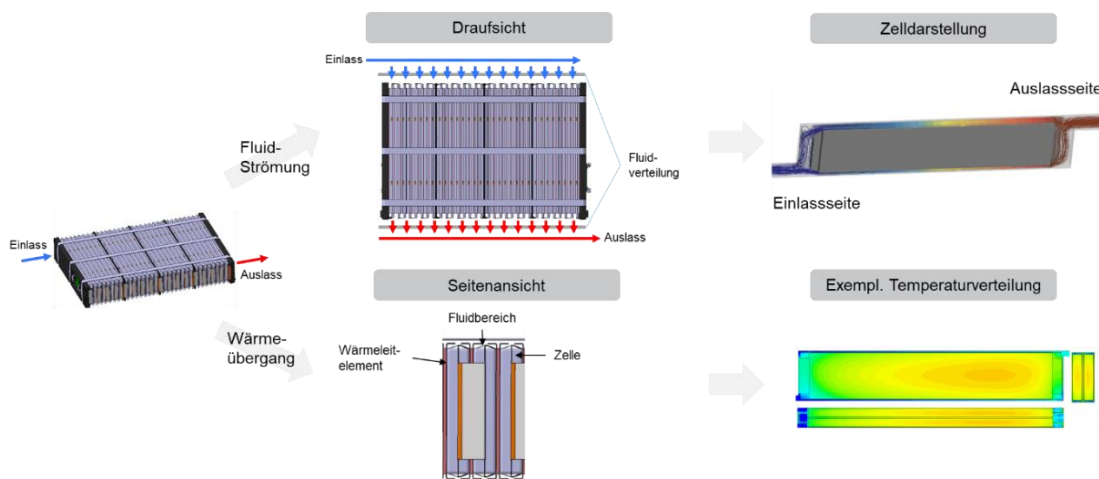 Draufsicht
Zelldarstellung
Einlass
Auslassseite
Fluid-
Strömung
Fluid-
verteilung
Einlassseite
Einlass
Auslass
Auslass
Seitenansicht
Exempl. Temperaturverteilung
Fluidbereich
Wärme-
übergang
Wärmeleit-
element
Zelle